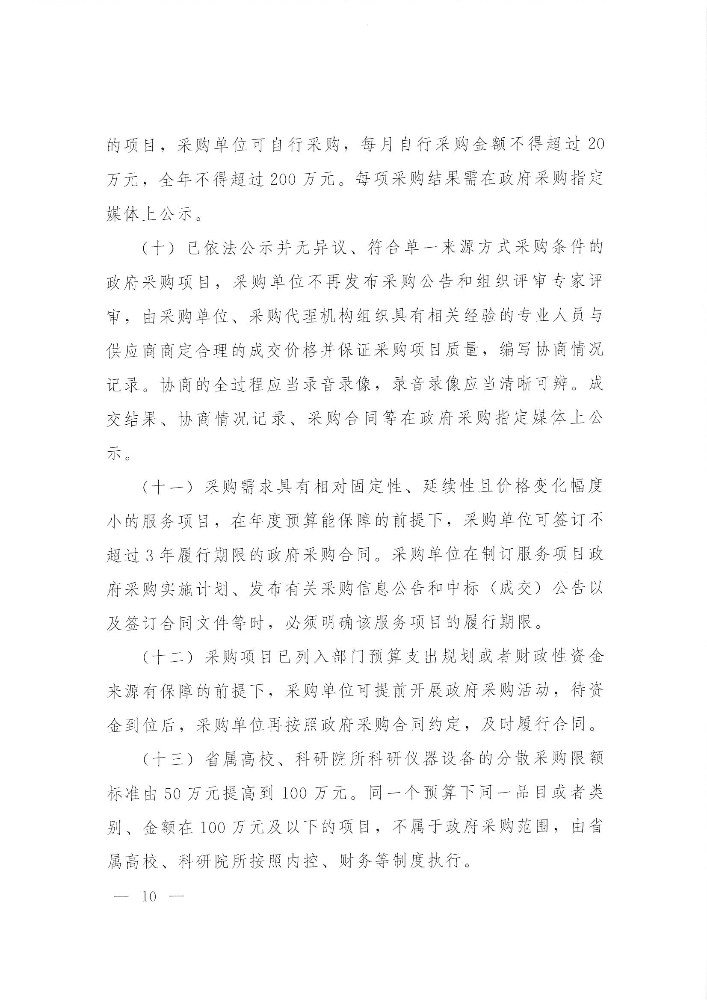 的项目，采购单位可自行采购，每月自行采购金额不得超过 20
万元，全年不得超过 200 万元。每项采购结果需在政府采购指定
媒体上公示。
（十）已依法公示并无异议、符合单一来源方式采购条件的
政府采购项目，采购单位不再发布采购公告和组织评审专家评
审，由采购单位、采购代理机构组织具有相关经验的专业人员与
供应商商定合理的成交价格并保证采购项目质量，编写协商情况
记录。协商的全过程应当录音录像，录音录像应当清晰可辨。成
交结果、协商情况记录、采购合同等在政府采购指定媒体上公
示。
（十一）采购需求具有相对固定性、延续性且价格变化幅度
小的服务项目，在年度预算能保障的前提下，采购单位可签订不
超过 3 年履行期限的政府采购合同。采购单位在制订服务项目政
府采购实施计划、发布有关采购信息公告和中标（成交）公告以
及签订合同文件等时，必须明确该服务项目的履行期限。
（十二）采购项目已列入部门预算支出规划或者财政性资金
来源有保障的前提下，采购单位可提前开展政府采购活动，待资
金到位后，采购单位再按照政府采购合同约定，及时履行合同。
（十三）省属高校、科研院所科研仪器设备的分散采购限额
标准由 50 万元提高到 100 万元。同一个预算下同一品目或者类
别、金额在 100 万元及以下的项目，不属于政府采购范围，由省
属高校、科研院所按照内控、财务等制度执行。
— 10 —